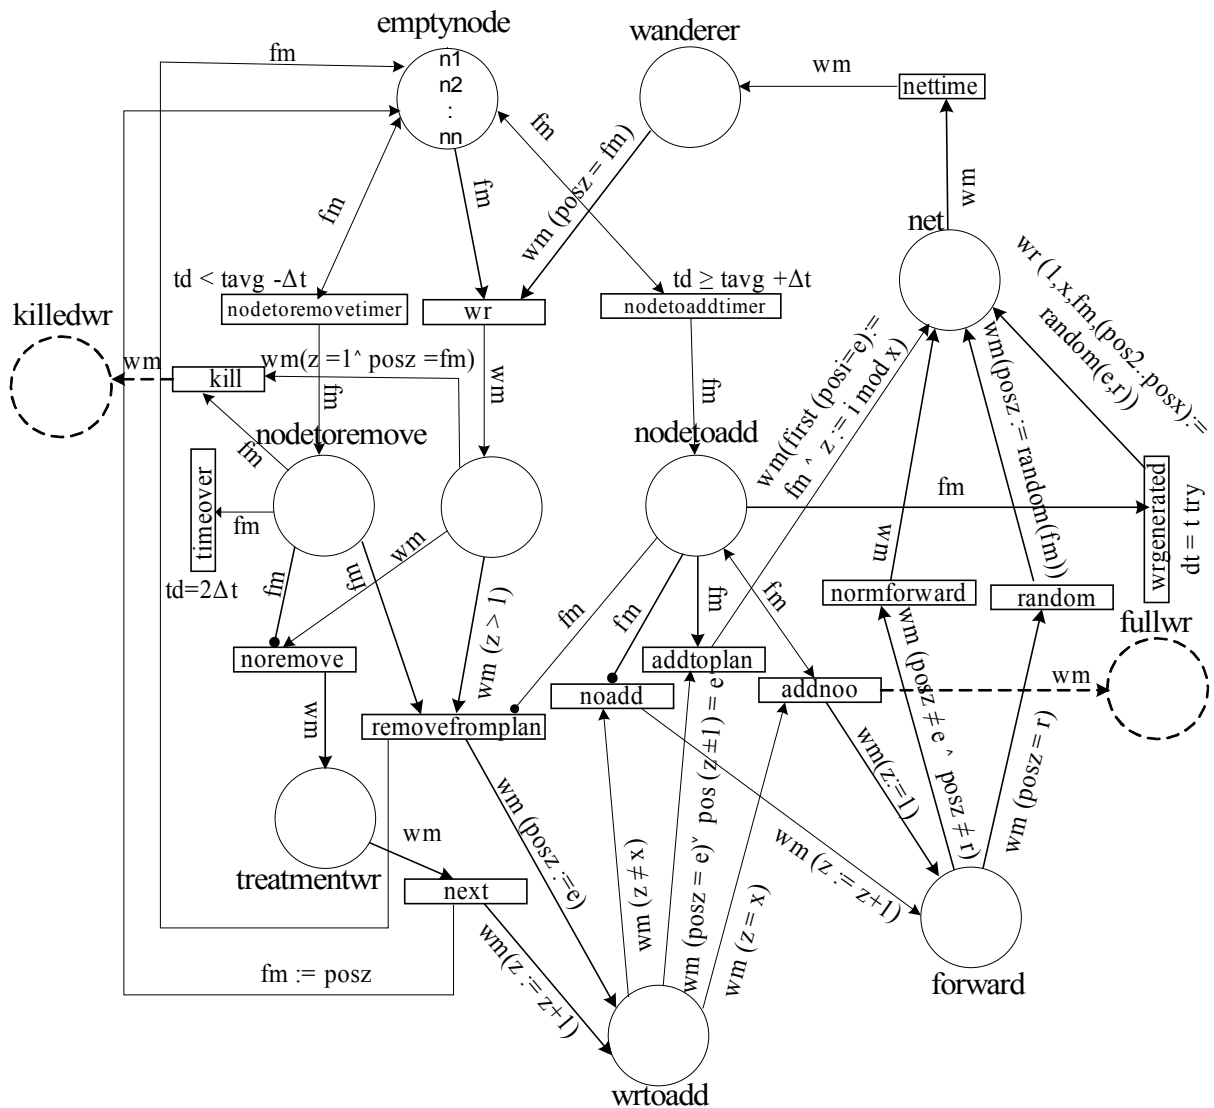 emptynode
wanderer
fm
n1
n2
:
nn
wm
nettime
fm
wm (posz = fm)
fm
fm
wm
net
wr (1,x,fm,(pos2..posx):=
random(e,r))
td < tavg -Δt
td ≥ tavg +Δt
nodetoremovetimer
wr
nodetoaddtimer
killedwr
wm
kill
wm(z =1^ posz =fm)
fm
wm
fm
wm(first (posi=e):=
fm ^ z := i mod x)
wm(posz := random(fm))
nodetoremove
nodetoadd
fm
timeover
fm
wm
fm
wrgenerated
dt = t try
td=2Δt
fm
fm
wm (z > 1)
fm
fm
fm
fm
wm
normforward
random
fullwr
noremove
addtoplan
addnoo
wm
noadd
wm
removefromplan
wm (posz ≠ e ^ posz ≠ r)
wm (posz = r)
wm(z:=1)
wm
wm (posz :=e)
wm (z ≠ x)
wm (posz = e)ˇ pos (z ±1) = e
wm (z = x)
wm (z := z+1)
treatmentwr
next
wm(z := z+1)
fm := posz
forward
wrtoadd